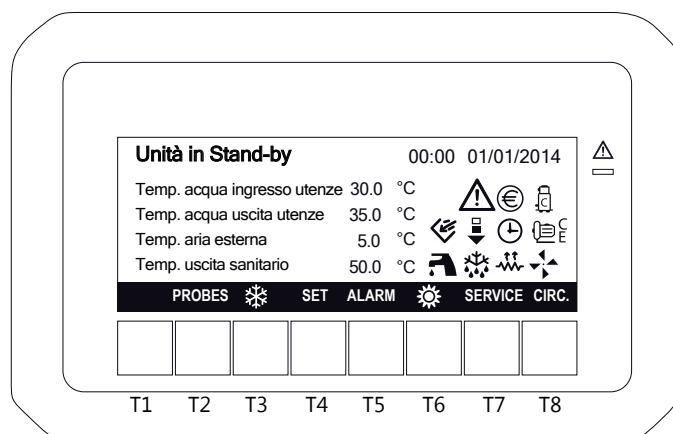 Unità in Stand-by 00:00 01/01/2014
Temp. acqua ingresso utenze 30.0 °C
Temp. acqua uscita utenze 35.0 °C
Temp. aria esterna 5.0 °C
Temp. uscita sanitario 50.0 °C
€ C
C
E
PROBES SET ALARM SERVICE CIRC.
T1 T2 T3 T4 T5 T6 T7 T8